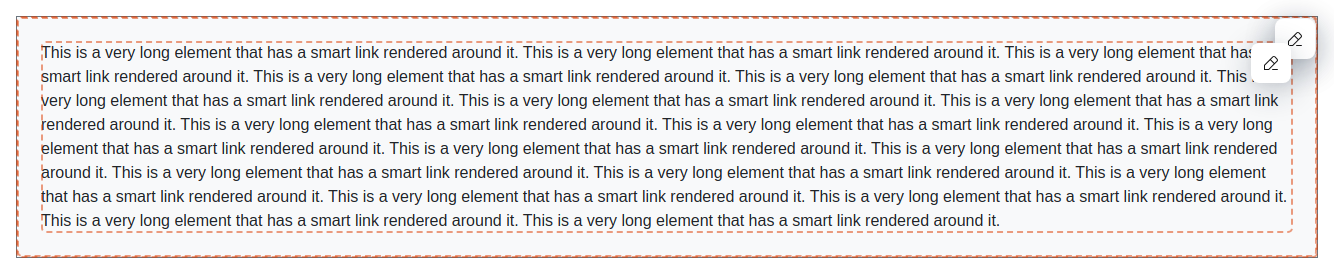 This is a very long element that has a smart link rendered around it. This is a very long element that has a smart link rendered around it. This is a very long element that has
smart link rendered around it. This is a very long element that has a smart link rendered around it. This is a very long element that has a smart link rendered around it. This
very long element that has a smart link rendered around it. This is a very long element that has a smart link rendered around it. This is a very long element that has a smart link
rendered around it. This is a very long element that has a smart link rendered around it. This is a very long element that has a smart link rendered around it. This is a very long
element that has a smart link rendered around it. This is a very long element that has a smart link rendered around it. This is a very long element that has a smart link rendered
around it. This is a very long element that has a smart link rendered around it. This is a very long element that has a smart link rendered around it. This is a very long element
that has a smart link rendered around it. This is a very long element that has a smart link rendered around it. This is a very long element that has a smart link rendered around it.
This is a very long element that has a smart link rendered around it. This is a very long element that has a smart link rendered around it.